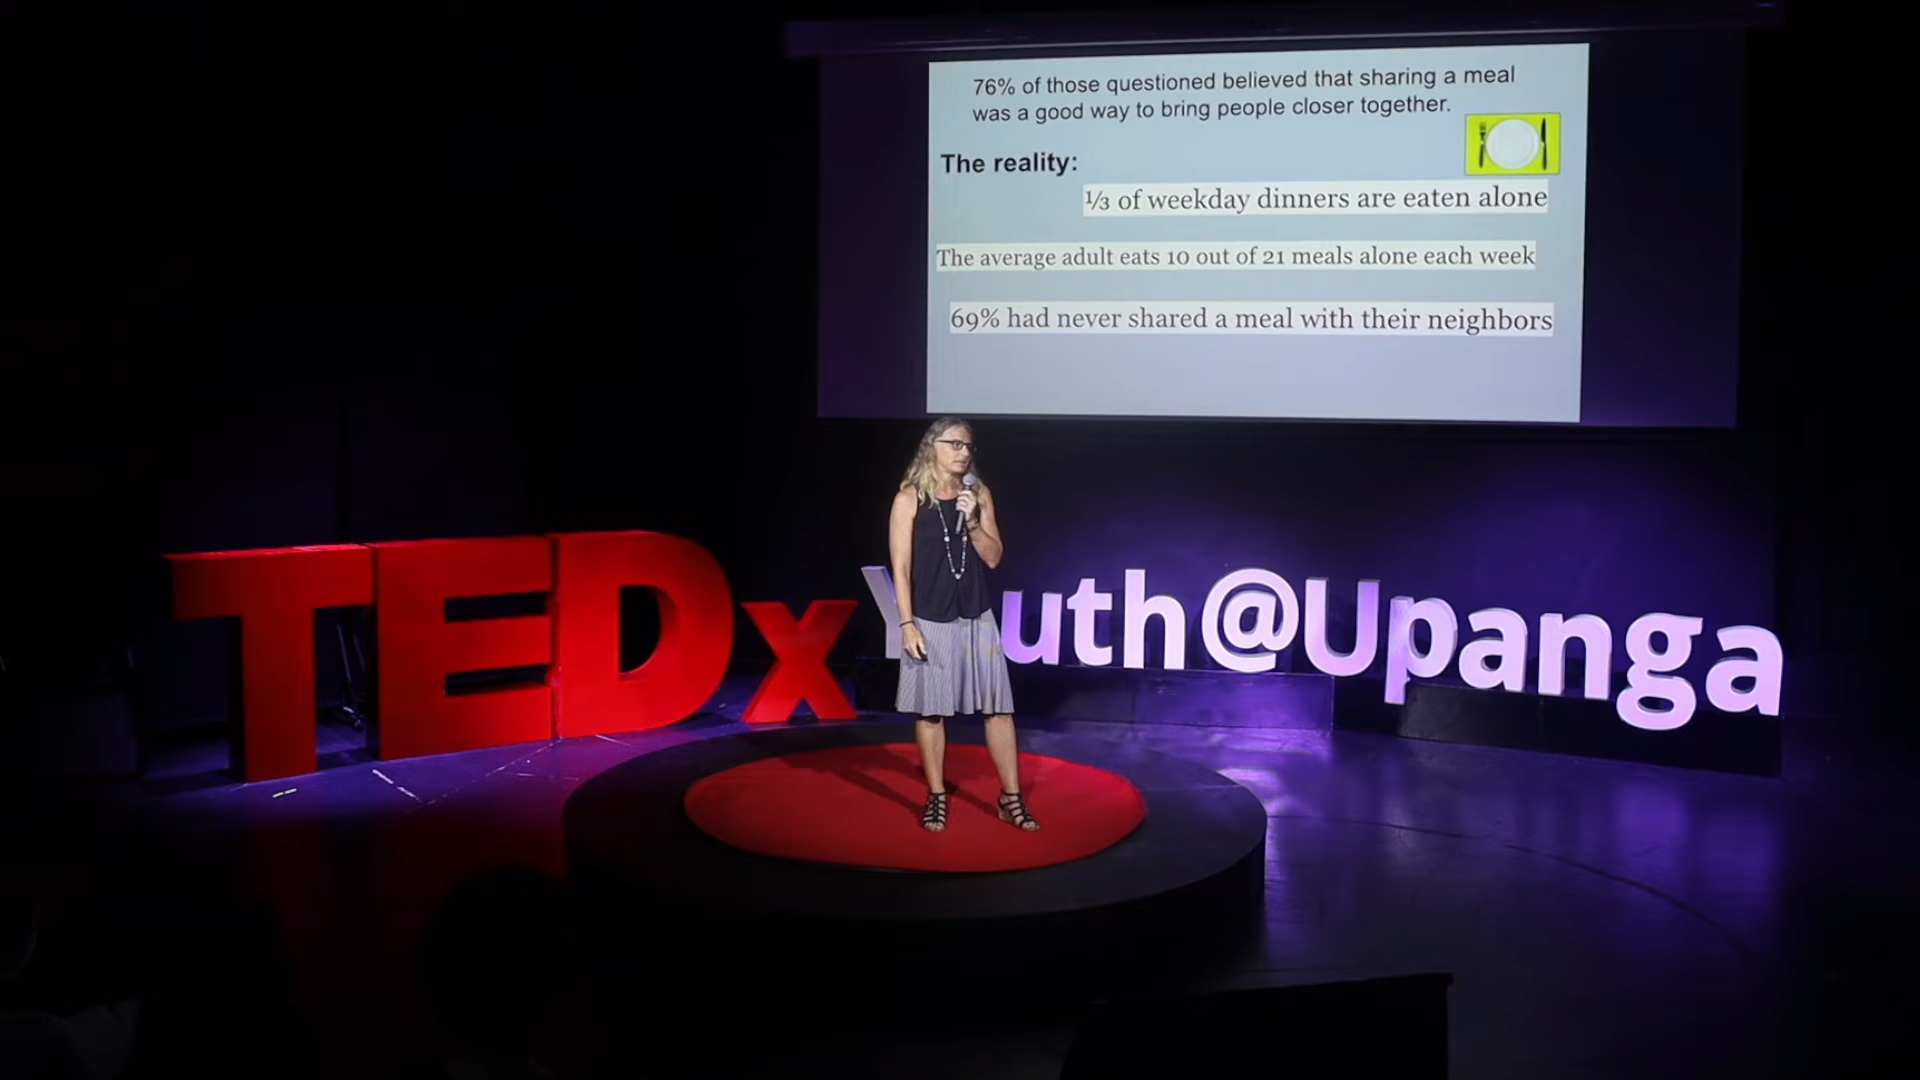 76% of those questioned believed that sharing a meal
was a good way to bring people closer together.
The reality:
⅓ of weekday dinners are eaten alone
The average adult eats 10 out of 21 meals alone each week
69% had never shared a meal with their neighbors
TEDx Youth@Upanga